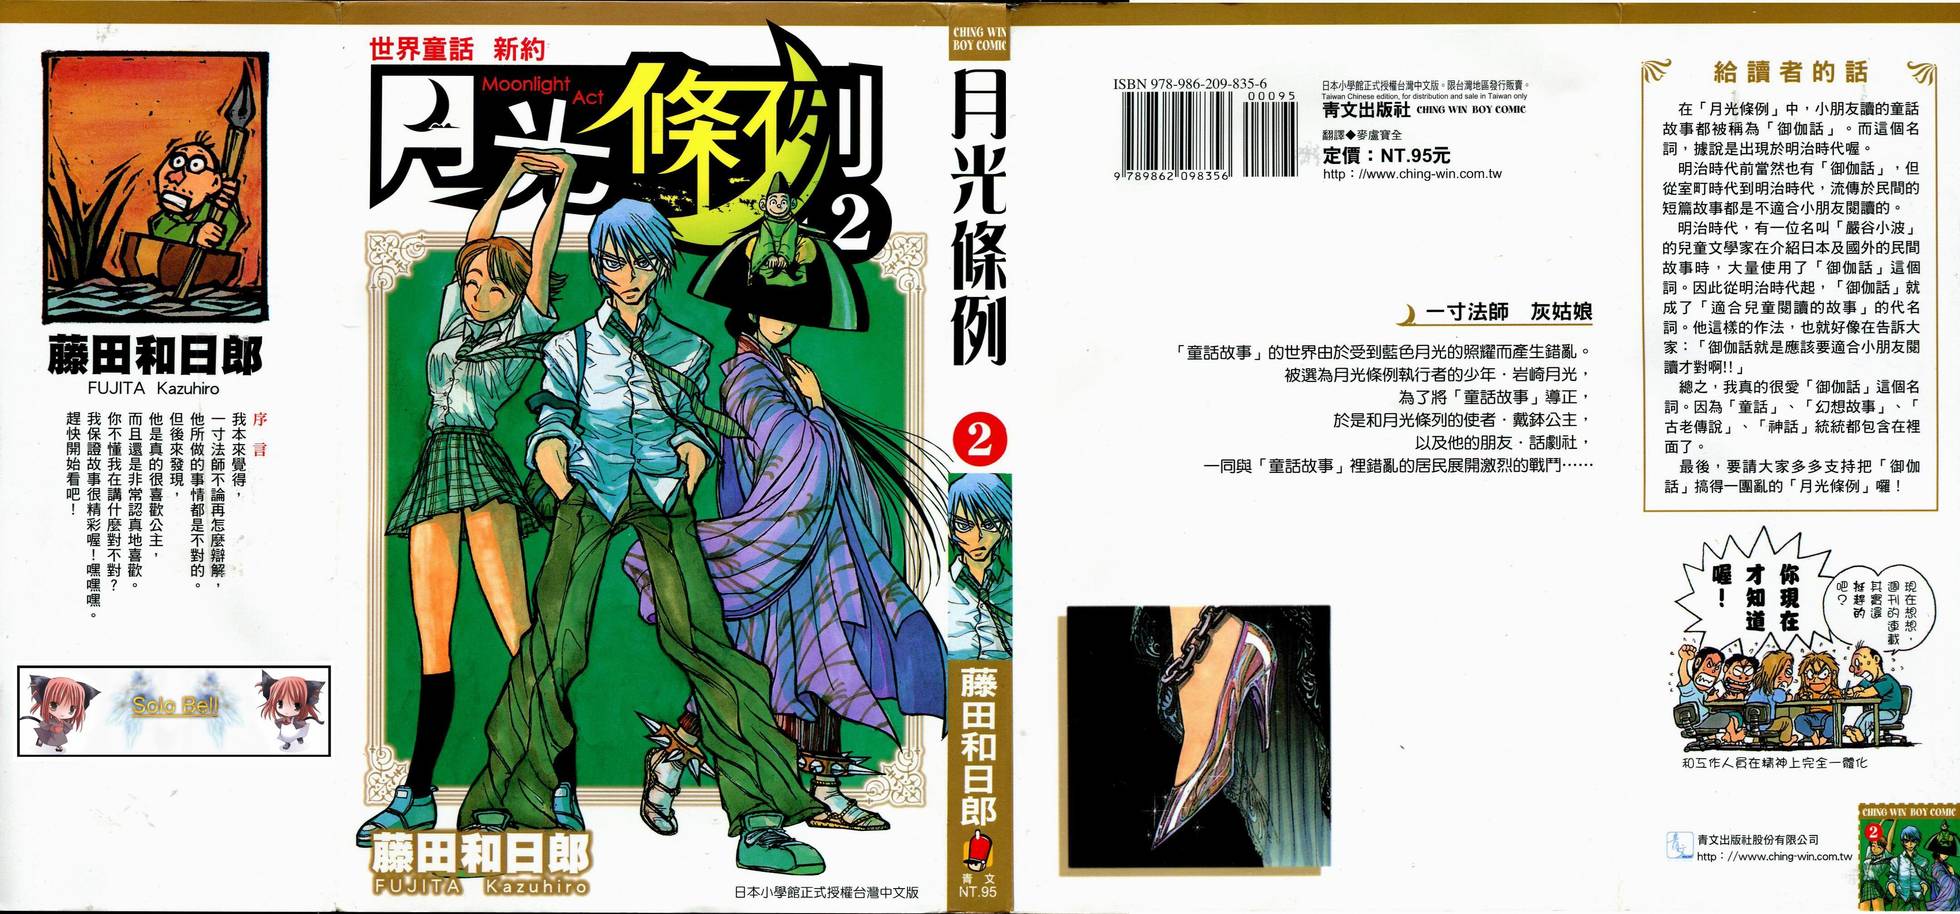 藤田和日郎
FUJITA Kazuhiro
序言
我本來覺得，
一寸法師不論再怎麼辯解，
他所做的事情都是不對的。
但後來發現，
他是真的很喜歡公主，
而且還是非常認真地喜歡。
你不懂我在講什麼對不對？
我保證故事很精彩喔！嘿嘿嘿。
趕快開始看吧！
Solo Bell
世界童話 新約
月光條例
Moonlight
Act
2
藤田和日郎
FUJITA Kazuhiro
日本小學館正式授權台灣中文版
CHING WIN
BOY COMIC
月光條例
2
藤田和日郎
青文
NT.95
ISBN 978-986-209-835-6
00095
9 789862 098356
日本小學館正式授權台灣中文版。限台灣地區發行販賣。
Taiwan Chinese edition, for distribution and sale in Taiwan only
青文出版社 CHING WIN BOY COMIC
翻譯◆麥盧寶全
定價：NT.95元
http：//www.ching-win.com.tw
一寸法師 灰姑娘
「童話故事」的世界由於受到藍色月光的照耀而產生錯亂。
被選為月光條例執行者的少年．岩崎月光，
為了將「童話故事」導正，
於是和月光條列的使者．戴鉢公主，
以及他的朋友．話劇社，
一同與「童話故事」裡錯亂的居民展開激烈的戰鬥……
給讀者的話
在「月光條例」中，小朋友讀的童話
故事都被稱為「御伽話」。而這個名
詞，據說是出現於明治時代喔。
明治時代前當然也有「御伽話」，但
從室町時代到明治時代，流傳於民間的
短篇故事都是不適合小朋友閱讀的。
明治時代，有一位名叫「嚴谷小波」
的兒童文學家在介紹日本及國外的民間
故事時，大量使用了「御伽話」這個
詞。因此從明治時代起，「御伽話」就
成了「適合兒童閱讀的故事」的代名
詞。他這樣的作法，也就好像在告訴大
家：「御伽話就是應該要適合小朋友閱
讀才對啊!!」
總之，我真的很愛「御伽話」這個名
詞。因為「童話」、「幻想故事」、「
古老傳說」、「神話」統統都包含在裡
面了。
最後，要請大家多多支持把「御伽
話」搞得一團亂的「月光條例」囉！
你現在
才知道
喔！
現在想想，
週刊的連載
其實還
挺趕的
吧？
和工作人員在精神上完全一體化
青文出版社股份有限公司
http：//www.ching-win.com.tw
CHING WIN BOY COMIC
2